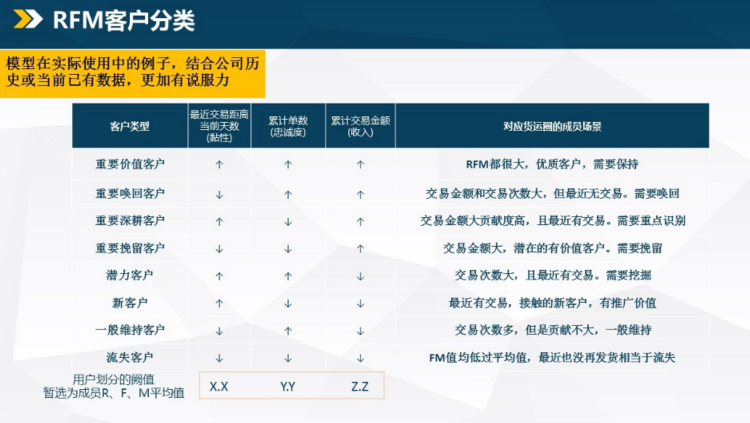 RFM客户分类
模型在实际使用中的例子，结合公司历
史或当前已有数据，更加有说服力
客户类型 最近交易距离当前天数(黏性) 累计单数(忠诚度) 累计交易金额(收入) 对应货运圈的成员场景
重要价值客户 ↑ ↑ ↑ RFM都很大，优质客户，需要保持
重要唤回客户 ↓ ↑ ↑ 交易金额和交易次数大，但最近无交易。需要唤回
重要深耕客户 ↑ ↓ ↑ 交易金额大贡献度高，且最近有交易。需要重点识别
重要挽留客户 ↓ ↓ ↑ 交易金额大，潜在的有价值客户。需要挽留
潜力客户 ↑ ↑ ↓ 交易次数大，且最近有交易。需要挖掘
新客户 ↑ ↓ ↓ 最近有交易，接触的新客户，有推广价值
一般维持客户 ↓ ↑ ↓ 交易次数多，但是贡献不大，一般维持
流失客户 ↓ ↓ ↓ FM值均低过平均值，最近也没再发货相当于流失
用户划分的阙值
暂选为成员R、F、M平均值 X.X Y.Y Z.Z